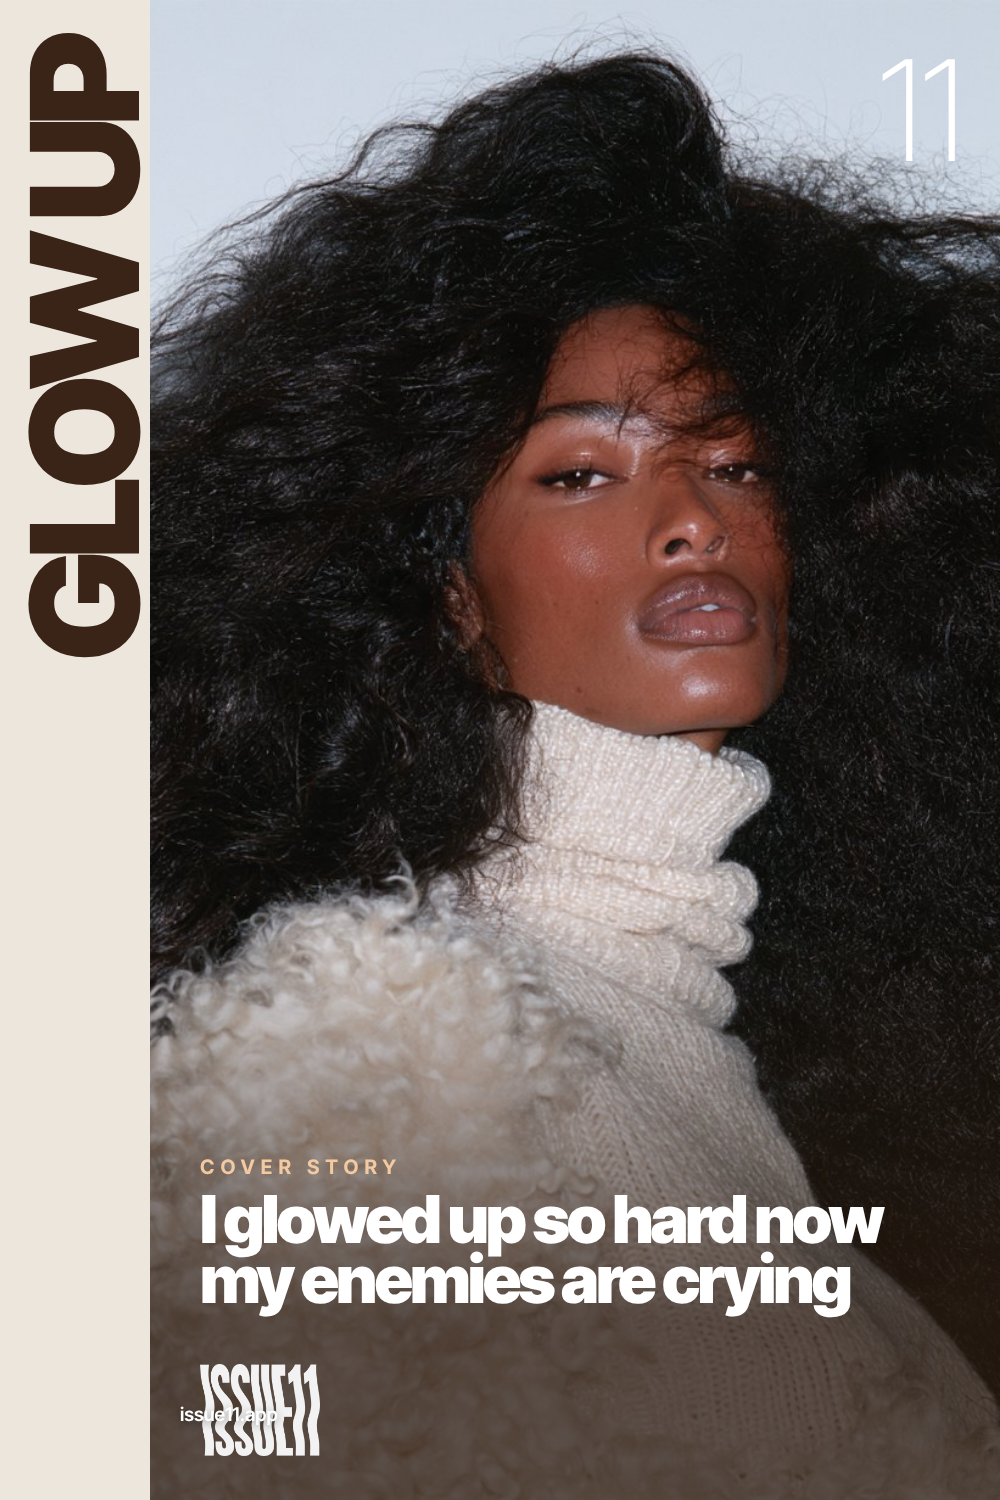 GLOW UP
11
COVER STORY
I glowed up so hard now
my enemies are crying
ISSUE11
issue11.app